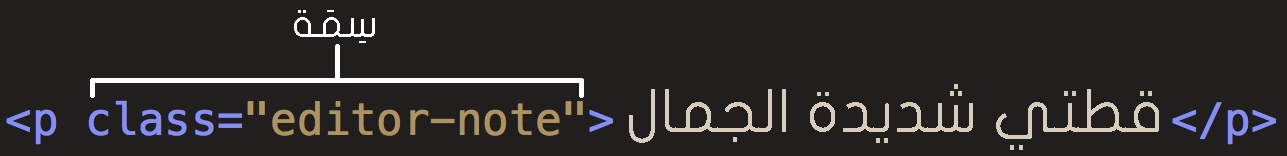 سِمَة
<p class="editor-note">قطتي شديدة الجمال</p>